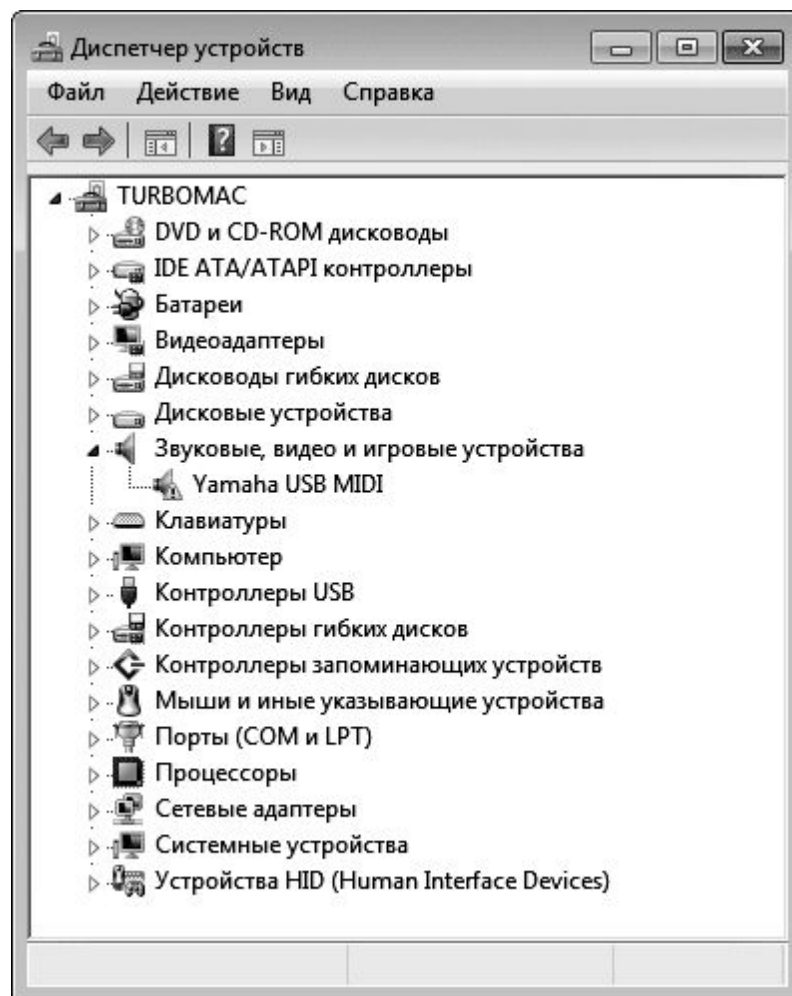 Диспетчер устройств
Файл Действие Вид Справка
TURBOMAC
DVD и CD-ROM дисководы
IDE ATA/ATAPI контроллеры
Батареи
Видеоадаптеры
Дисководы гибких дисков
Дисковые устройства
Звуковые, видео и игровые устройства
Yamaha USB MIDI
Клавиатуры
Компьютер
Контроллеры USB
Контроллеры гибких дисков
Контроллеры запоминающих устройств
Мыши и иные указывающие устройства
Порты (COM и LPT)
Процессоры
Сетевые адаптеры
Системные устройства
Устройства HID (Human Interface Devices)